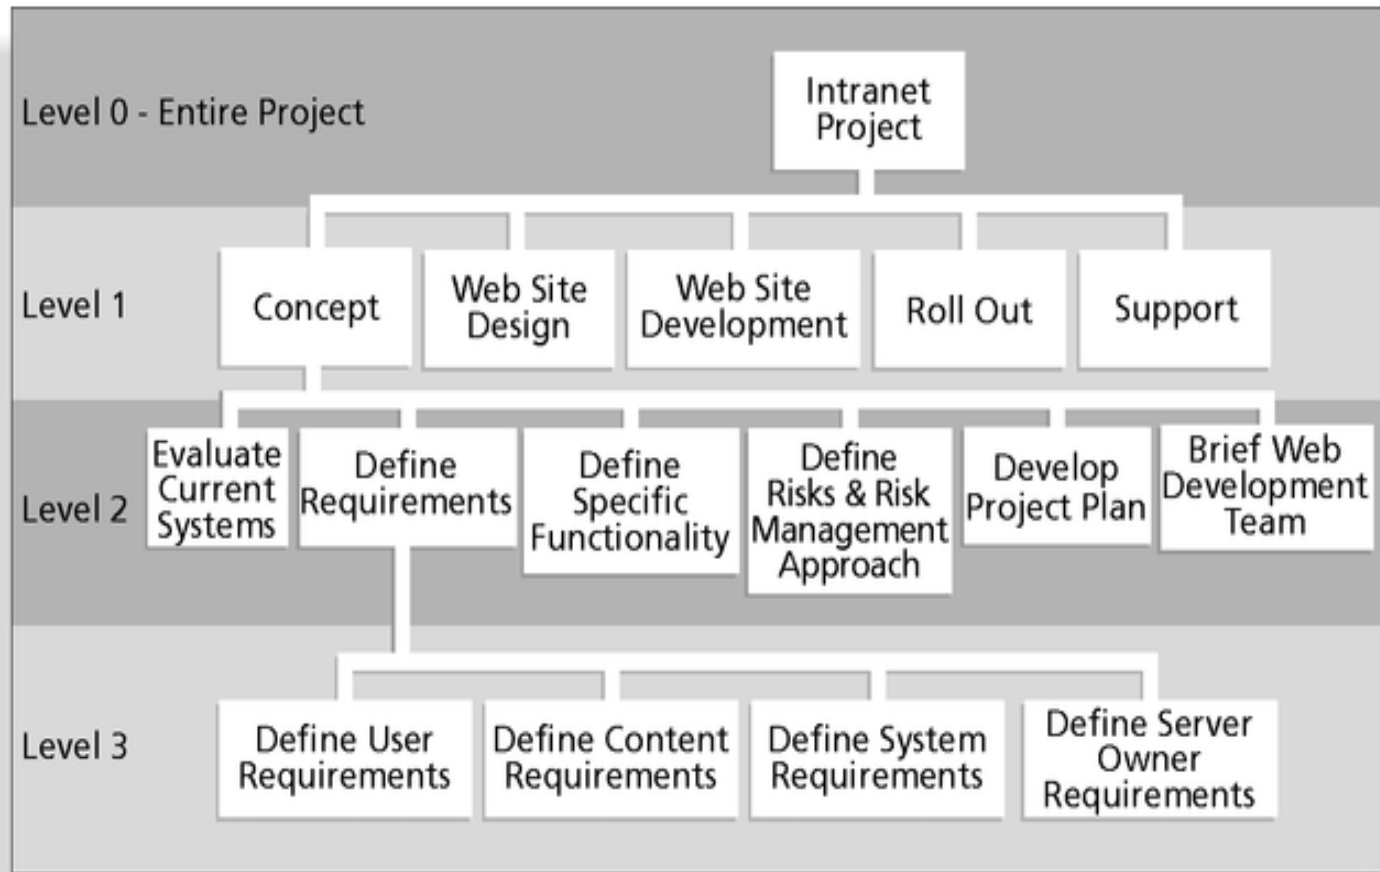 Level 0 - Entire Project
Intranet
Project
Level 1
Concept
Web Site
Design
Web Site
Development
Roll Out
Support
Level 2
Evaluate
Current
Systems
Define
Requirements
Define
Specific
Functionality
Define
Risks & Risk
Management
Approach
Develop
Project Plan
Brief Web
Development
Team
Level 3
Define User
Requirements
Define Content
Requirements
Define System
Requirements
Define Server
Owner
Requirements